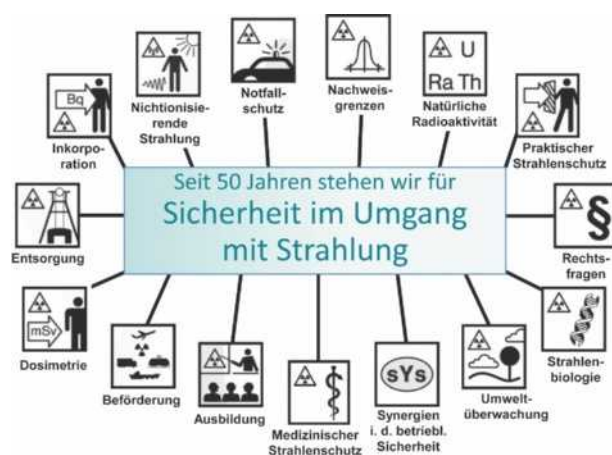 Seit 50 Jahren stehen wir für
Sicherheit im Umgang
mit Strahlung
Bq
Inkorpo-
ration
Nichtionisie-
rende
Strahlung
Notfall-
schutz
Nachweis-
grenzen
U
Ra Th
Natürliche
Radioaktivität
Praktischer
Strahlenschutz
Entsorgung
§
Rechts-
fragen
mSv
Dosimetrie
Beförderung
Ausbildung
Medizinischer
Strahlenschutz
sYs
Synergien
i. d. betriebl.
Sicherheit
Umwelt-
überwachung
Strahlen-
biologie